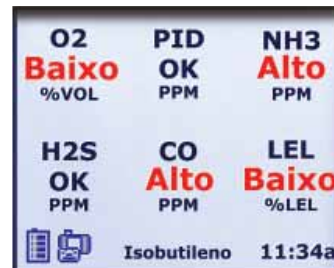 O2 PID NH3
Baixo OK Alto
%VOL PPM PPM
H2S CO LEL
OK Alto Baixo
PPM PPM %LEL
Isobutileno 11:34a